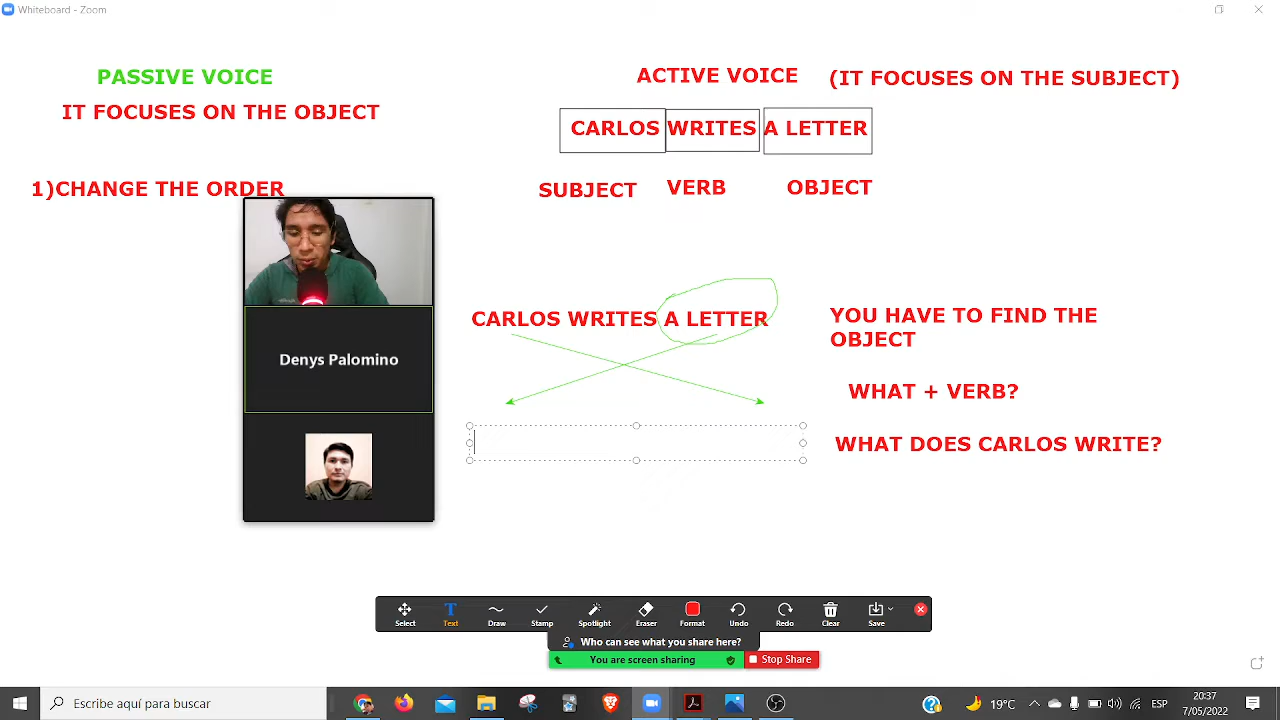 Whiteboard - Zoom
PASSIVE VOICE
IT FOCUSES ON THE OBJECT
1)CHANGE THE ORDER
ACTIVE VOICE
(IT FOCUSES ON THE SUBJECT)
CARLOS WRITES A LETTER
SUBJECT VERB OBJECT
CARLOS WRITES A LETTER
YOU HAVE TO FIND THE
OBJECT
WHAT + VERB?
WHAT DOES CARLOS WRITE?
Denys Palomino
Select Text Draw Stamp Spotlight Eraser Format Undo Redo Clear Save
Who can see what you share here?
You are screen sharing Stop Share
Escribe aquí para buscar
19°C ESP 20:37
7/05/2022